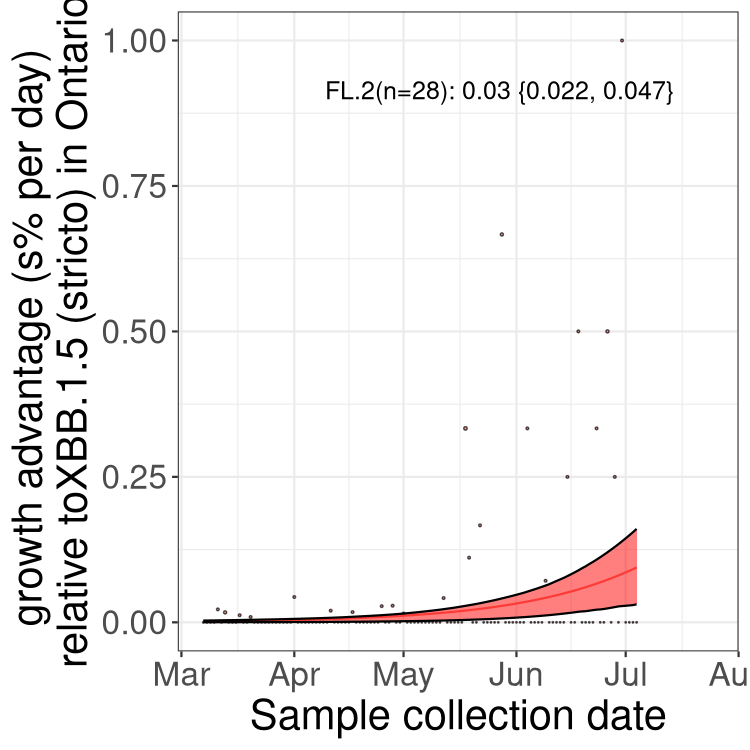 growth advantage (s% per day)
relative toXBB.1.5 (stricto) in Ontario
1.00
0.75
0.50
0.25
0.00
FL.2(n=28): 0.03 {0.022, 0.047}
Mar Apr May Jun Jul Au
Sample collection date